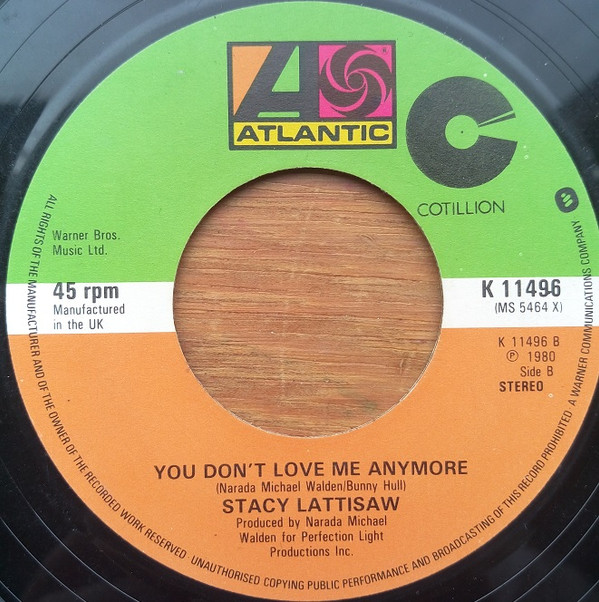 ATLANTIC
COTILLION
Warner Bros.
Music Ltd.
45 rpm
Manufactured
in the UK
K 11496
(MS 5464 X)
K 11496 B
℗ 1980
Side B
STEREO
YOU DON'T LOVE ME ANYMORE
(Narada Michael Walden/Bunny Hull)
STACY LATTISAW
Produced by Narada Michael
Walden for Perfection Light
Productions Inc.
ALL RIGHTS OF THE MANUFACTURER AND OF THE OWNER OF THE RECORDED WORK RESERVED UNAUTHORISED COPYING PUBLIC PERFORMANCE AND BROADCASTING OF THIS RECORD PROHIBITED A WARNER COMMUNICATIONS COMPANY